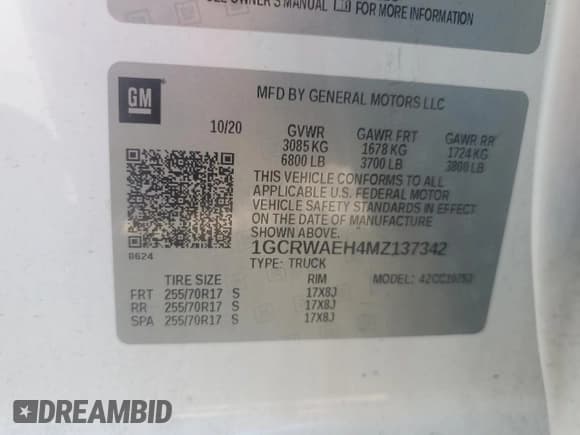 SEE OWNER'S MANUAL FOR MORE INFORMATION
GM
MFD BY GENERAL MOTORS LLC
10/20 GVWR GAWR FRT GAWR RR
3085 KG 1678 KG 1724 KG
6800 LB 3700 LB 3800 LB
THIS VEHICLE CONFORMS TO ALL
APPLICABLE U.S. FEDERAL MOTOR
VEHICLE SAFETY STANDARDS IN EFFECT
ON THE DATE OF MANUFACTURE
SHOWN ABOVE.
1GCRWAEH4MZ137342
0624
TYPE: TRUCK
TIRE SIZE RIM MODEL:
FRT 255/70R17 S 17X8J
RR 255/70R17 S 17X8J
SPA 255/70R17 S 17X8J
DREAMBID